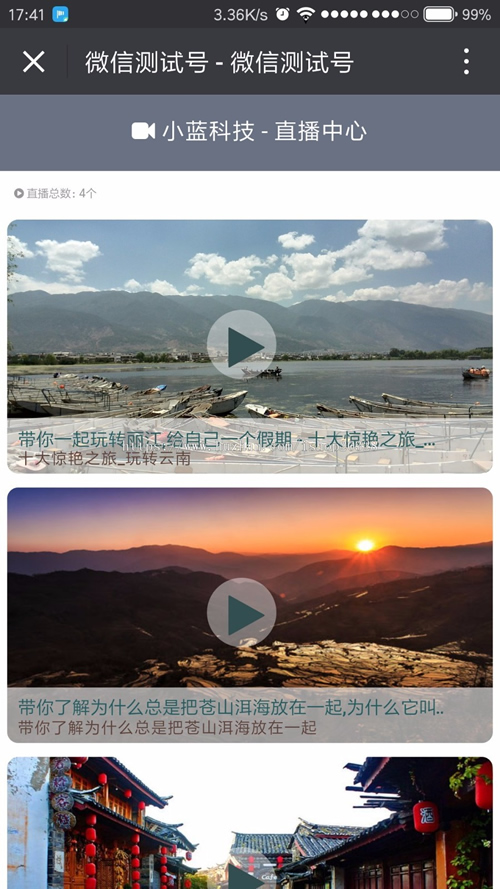 17:41
3.36K/s
99%
微信测试号 - 微信测试号
小蓝科技 - 直播中心
直播总数: 4个
带你一起玩转丽江,给自己一个假期 - 十大惊艳之旅_...
十大惊艳之旅_玩转云南
带你了解为什么总是把苍山洱海放在一起,为什么它叫..
带你了解为什么总是把苍山洱海放在一起
酒
Cafe